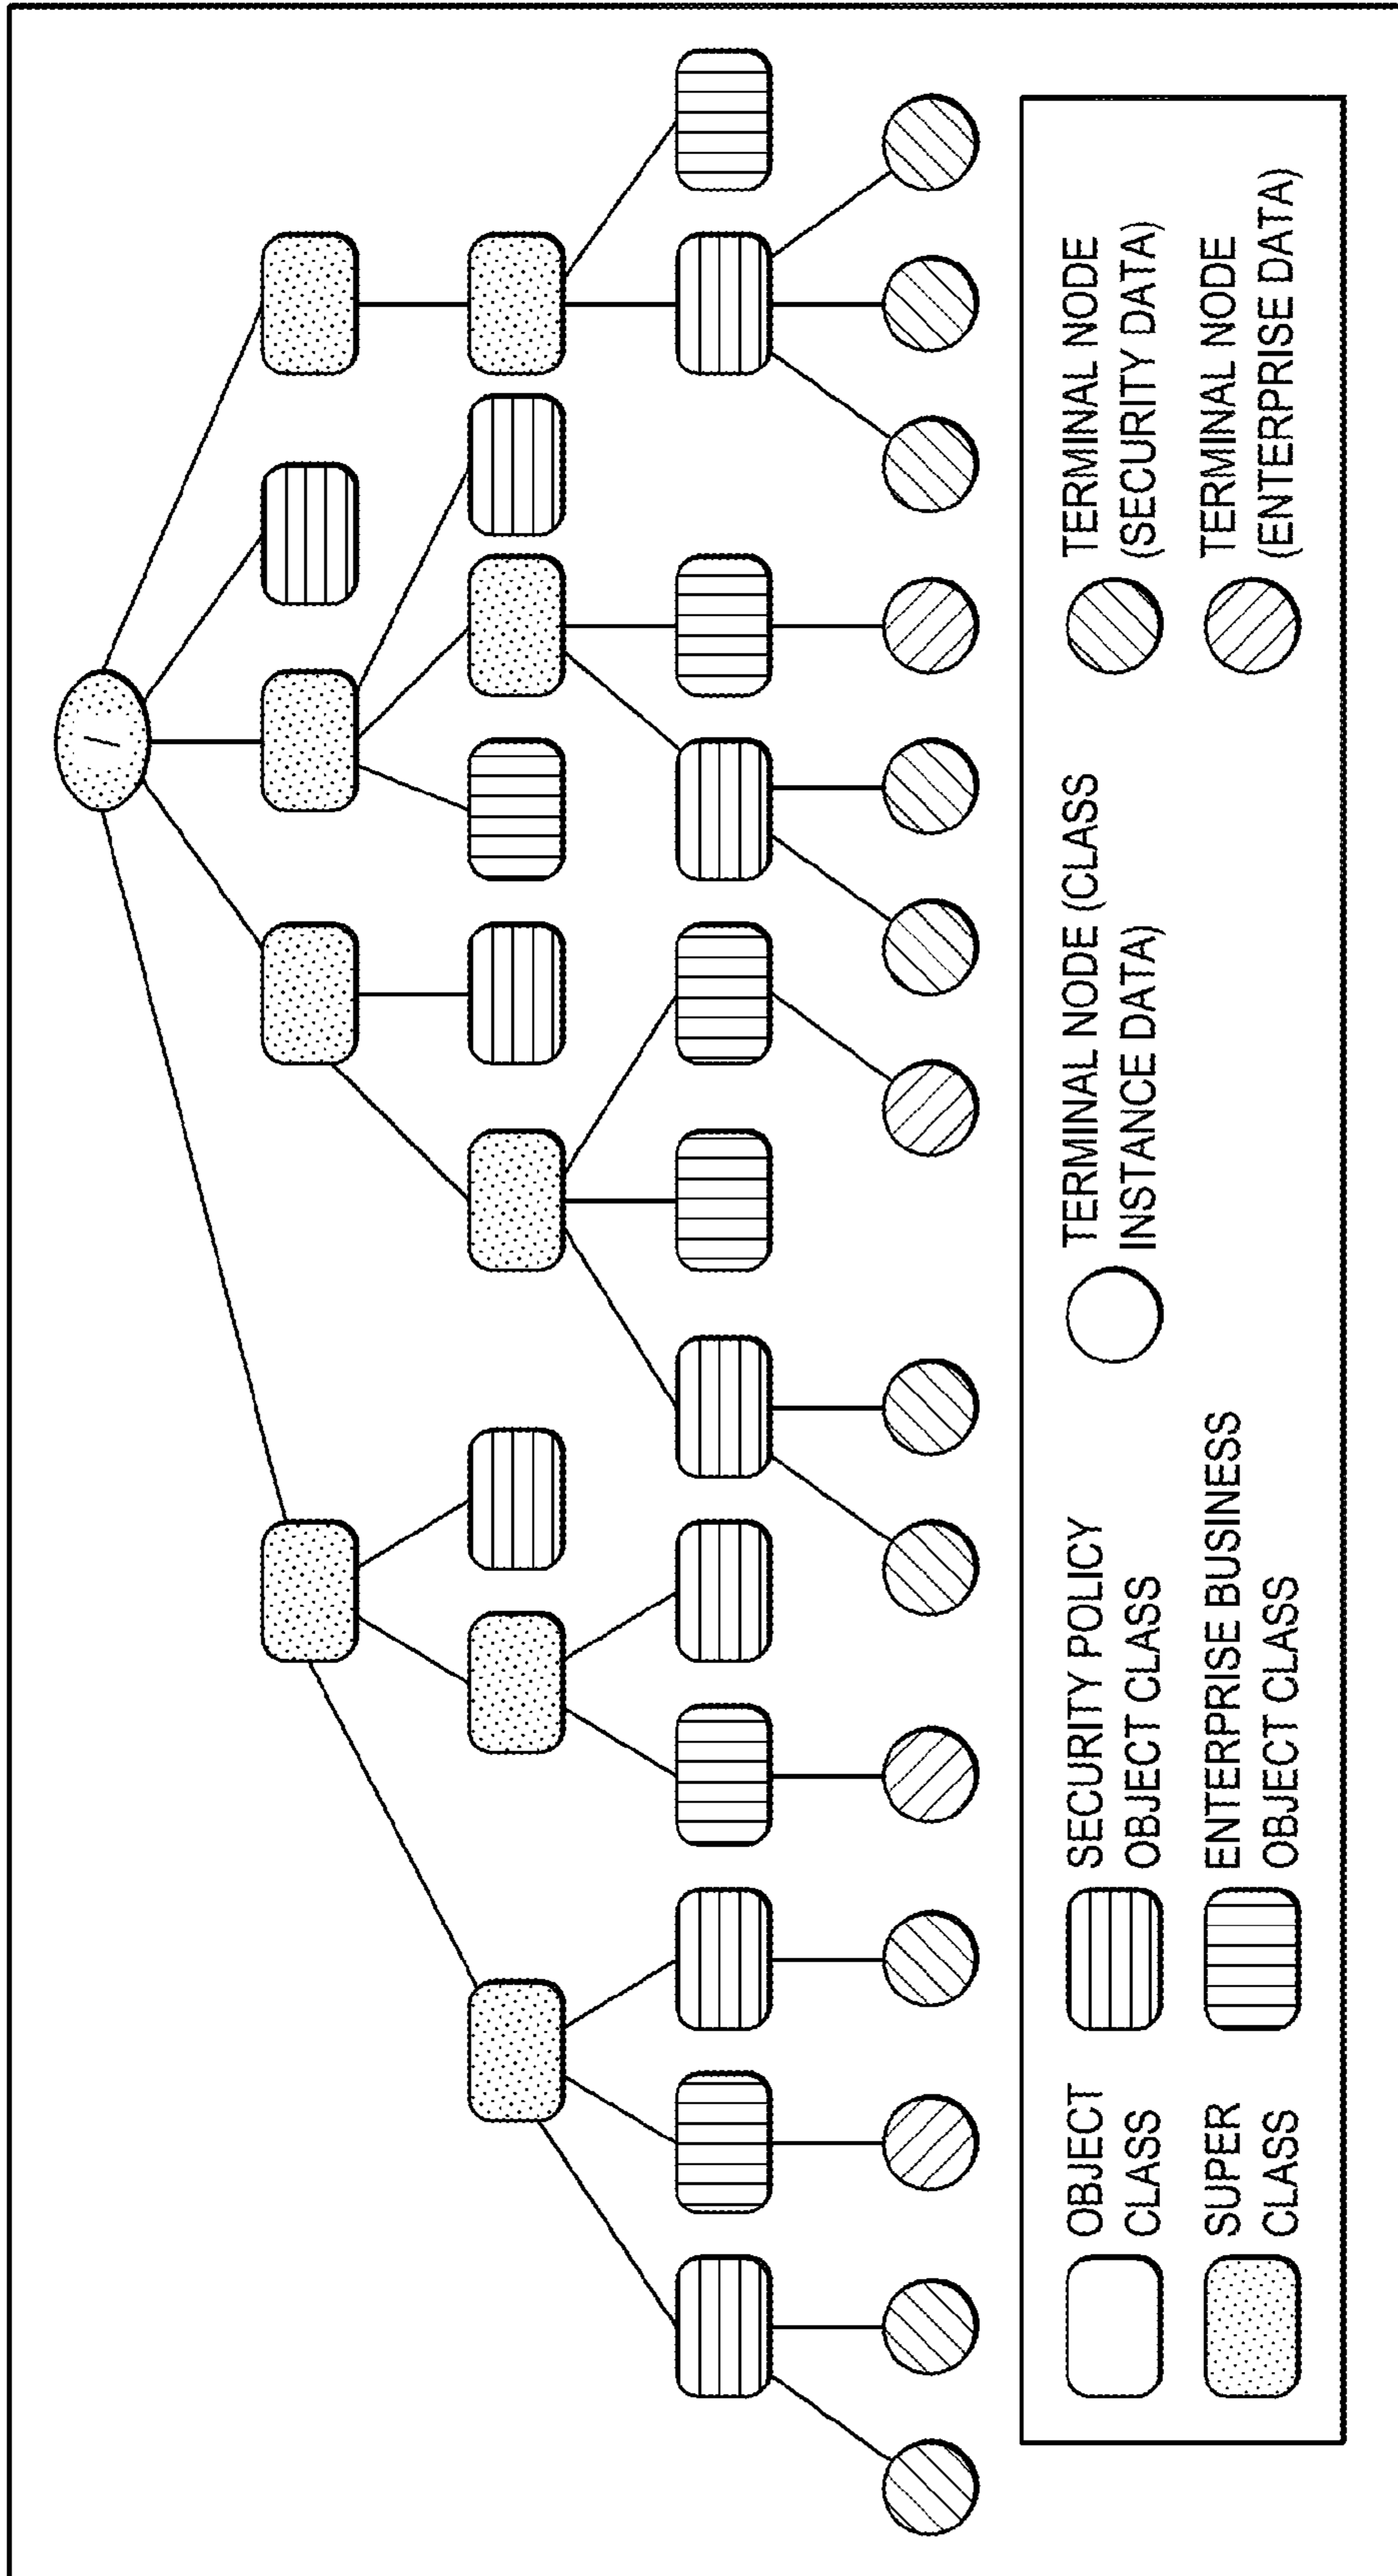 /
OBJECT
CLASS
SUPER
CLASS
SECURITY POLICY
OBJECT CLASS
ENTERPRISE BUSINESS
OBJECT CLASS
TERMINAL NODE (CLASS
INSTANCE DATA)
TERMINAL NODE
(SECURITY DATA)
TERMINAL NODE
(ENTERPRISE DATA)